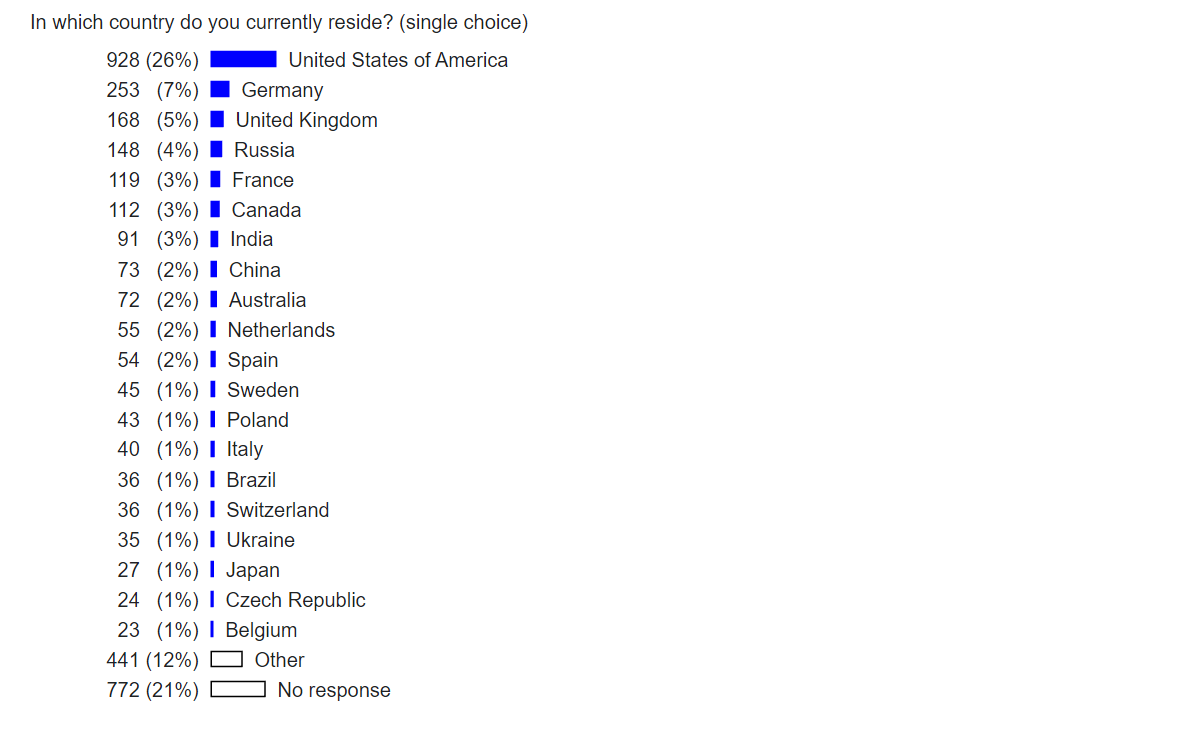 In which country do you currently reside? (single choice)
928 (26%) United States of America
253 (7%) Germany
168 (5%) United Kingdom
148 (4%) Russia
119 (3%) France
112 (3%) Canada
91 (3%) India
73 (2%) China
72 (2%) Australia
55 (2%) Netherlands
54 (2%) Spain
45 (1%) Sweden
43 (1%) Poland
40 (1%) Italy
36 (1%) Brazil
36 (1%) Switzerland
35 (1%) Ukraine
27 (1%) Japan
24 (1%) Czech Republic
23 (1%) Belgium
441 (12%) Other
772 (21%) No response